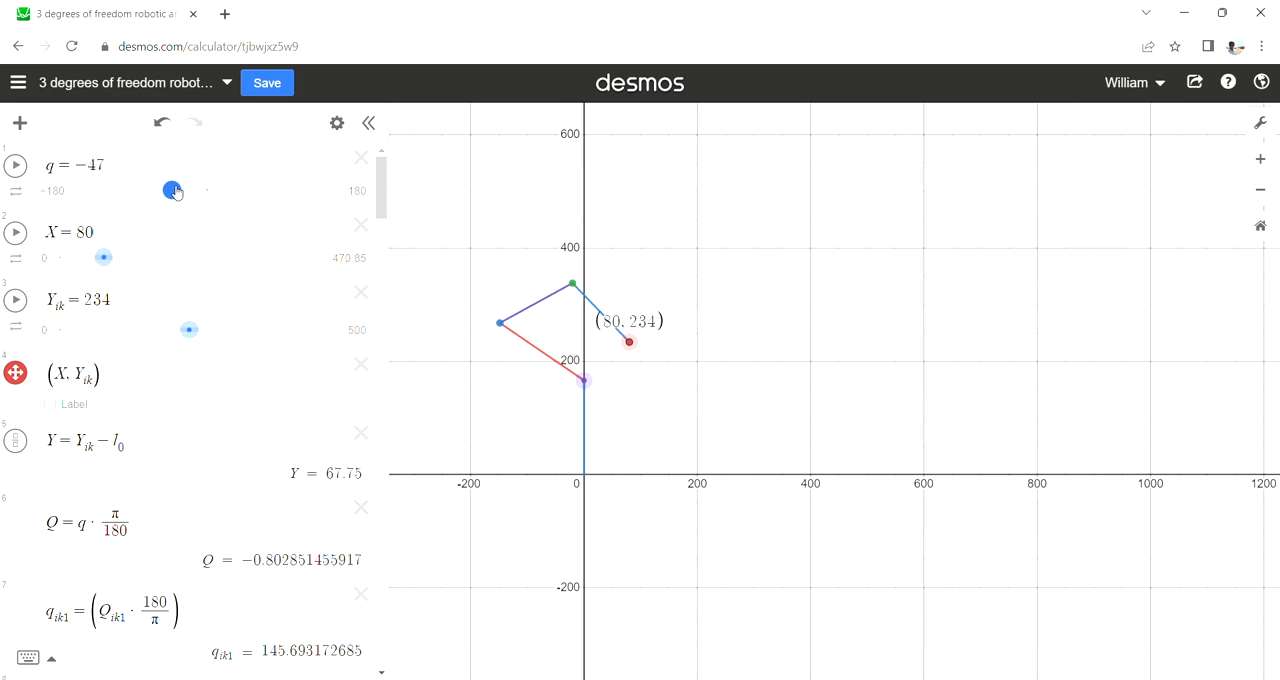 3 degrees of freedom robotic ar
desmos.com/calculator/tjbwjxz5w9
3 degrees of freedom robot...
Save
desmos
William
1
q = −47
-180
180
2
X = 80
0
470.85
3
Y_ik = 234
0
500
4
(X, Y_ik)
Label
5
Y = Y_ik − l_0
Y = 67.75
6
Q = q · π/180
Q = −0.802851455917
7
q_ik1 = (Q_ik1 · 180/π)
q_ik1 = 145.693172685
600
400
(80, 234)
200
-200
0
200
400
600
800
1000
1200
-200